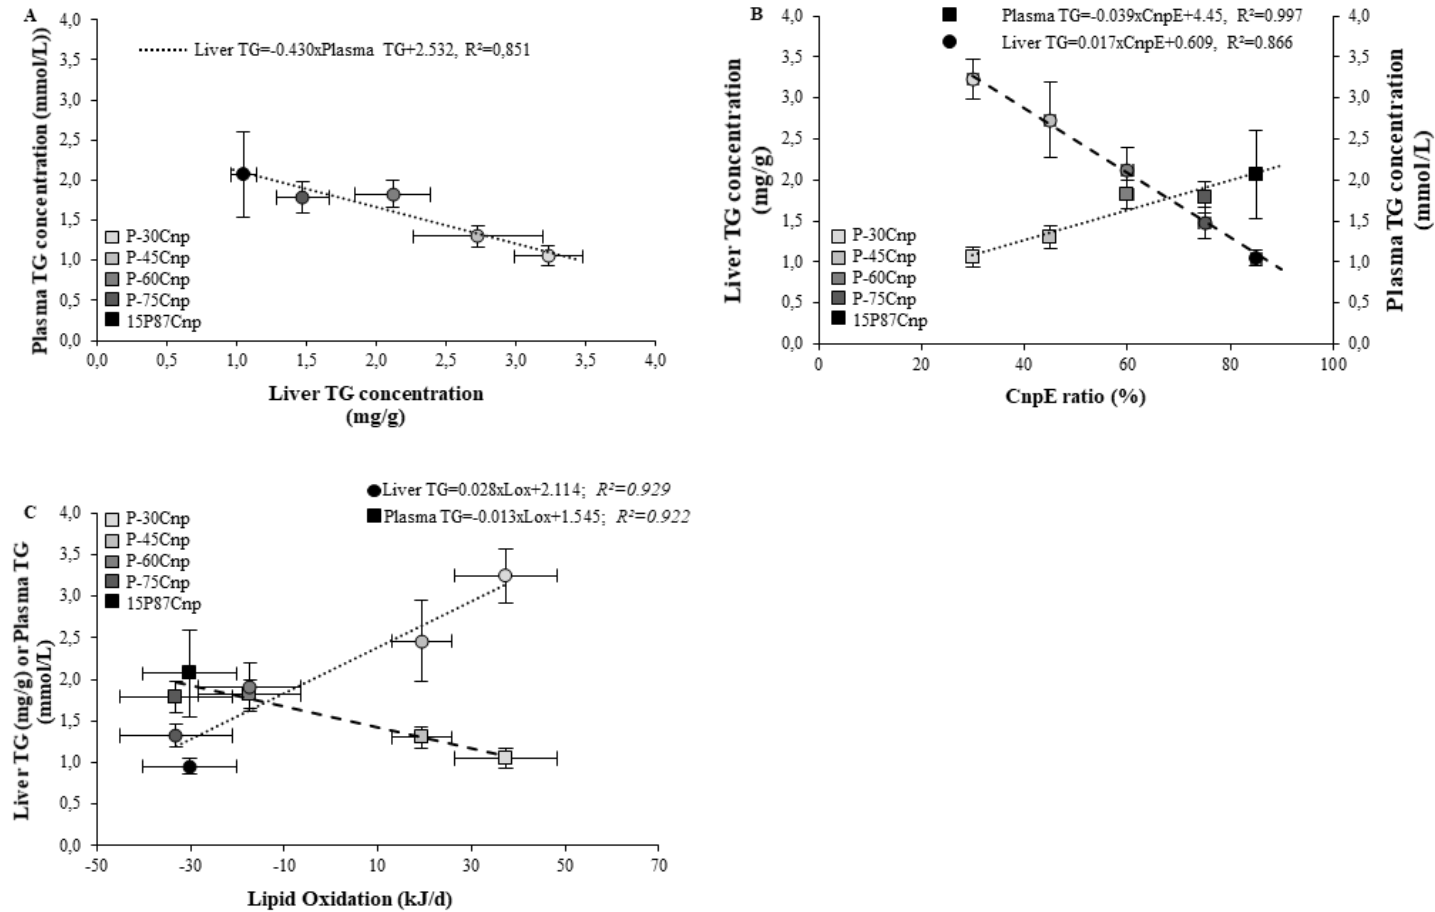 A
Plasma TG concentration (mmol/L))
4,0
3,5
3,0
2,5
2,0
1,5
1,0
0,5
0,0
Liver TG=-0.430xPlasma TG+2.532, R²=0,851
P-30Cnp
P-45Cnp
P-60Cnp
P-75Cnp
15P87Cnp
0,0 0,5 1,0 1,5 2,0 2,5 3,0 3,5 4,0
Liver TG concentration
(mg/g)
B
Liver TG concentration
(mg/g)
4,0
3,5
3,0
2,5
2,0
1,5
1,0
0,5
0,0
Plasma TG=-0.039xCnpE+4.45, R²=0.997
Liver TG=0.017xCnpE+0.609, R²=0.866
P-30Cnp
P-45Cnp
P-60Cnp
P-75Cnp
15P87Cnp
4,0
3,5
3,0
2,5
2,0
1,5
1,0
0,5
0,0
Plasma TG concentration
(mmol/L)
0 20 40 60 80 100
CnpE ratio (%)
C
Liver TG (mg/g) or Plasma TG
(mmol/L)
4,0
3,5
3,0
2,5
2,0
1,5
1,0
0,5
0,0
Liver TG=0.028xLox+2.114; R²=0.929
Plasma TG=-0.013xLox+1.545; R²=0.922
P-30Cnp
P-45Cnp
P-60Cnp
P-75Cnp
15P87Cnp
-50 -30 -10 10 30 50 70
Lipid Oxidation (kJ/d)